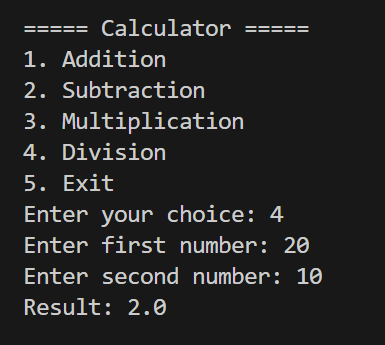 ===== Calculator =====
1. Addition
2. Subtraction
3. Multiplication
4. Division
5. Exit
Enter your choice: 4
Enter first number: 20
Enter second number: 10
Result: 2.0